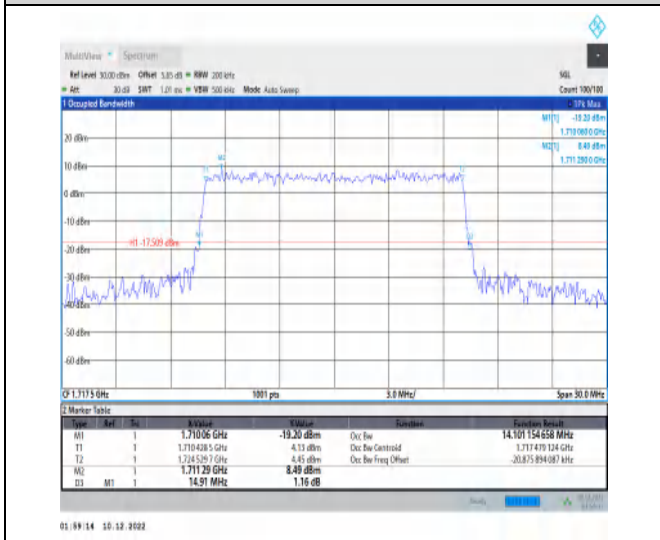 MultiView Spectrum
Ref Level 30.00 dBm Offset 5.85 dB RBW 200 kHz SGL
Att 30 dB SWT 1.01 ms VBW 500 kHz Mode Auto Sweep Count 100/100
1 Occupied Bandwidth 1Pk Max
M1[1] -19.20 dBm
1.710 060 0 GHz
20 dBm M2[1] 8.49 dBm
1.711 290 0 GHz
M2
10 dBm
T1
0 dBm
-10 dBm
M1
H1 -17.509 dBm
-20 dBm
-30 dBm
-40 dBm
-50 dBm
-60 dBm
CF 1.7175 GHz 1001 pts 3.0 MHz/ Span 30.0 MHz
2 Marker Table
Type Ref Trc X-Value Y-Value Function Function Result
M1 1 1.71006 GHz -19.20 dBm Occ Bw 14.101 154 658 MHz
T1 1 1.710 428 5 GHz 4.13 dBm Occ Bw Centroid 1.717 479 124 GHz
T2 1 1.724 529 7 GHz 4.45 dBm Occ Bw Freq Offset -20.875 894 087 kHz
M2 1 1.71129 GHz 8.49 dBm
D3 M1 1 14.91 MHz 1.16 dB
Ready
01:59:14 10.12.2022